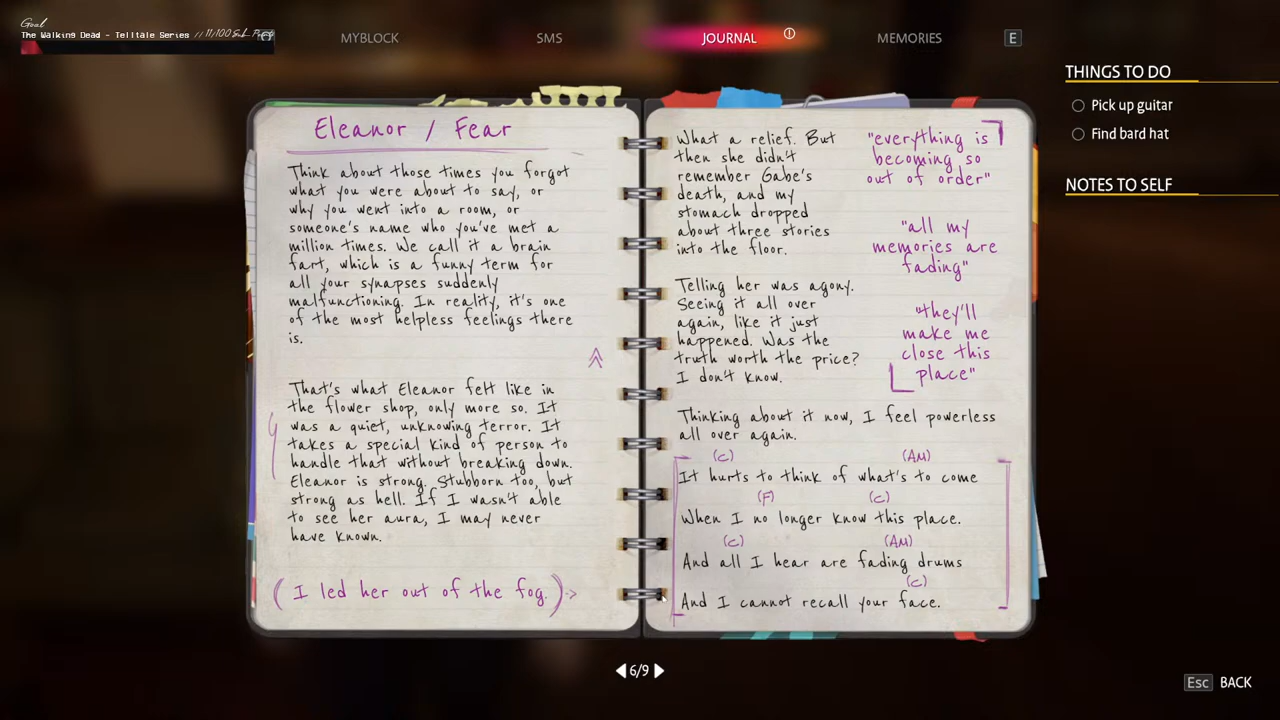 Goal
The Walking Dead - Telltale Series // 11/100
MYBLOCK
SMS
JOURNAL
MEMORIES
E
Eleanor / Fear
Think about those times you forgot
what you were about to say, or
why you went into a room, or
someone's name who you've met a
million times. We call it a brain
fart, which is a funny term for
all your synapses suddenly
malfunctioning. In reality, it's one
of the most helpless feelings there
is.
That's what Eleanor felt like in
the flower shop, only more so. It
was a quiet, unknowing terror. It
takes a special kind of person to
handle that without breaking down.
Eleanor is strong. Stubborn too, but
strong as hell. If I wasn't able
to see her aura, I may never
have known.
(I led her out of the fog.)->
What a relief. But
then she didn't
remember Gabe's
death, and my
stomach dropped
about three stories
into the floor.
Telling her was agony.
Seeing it all over
again, like it just
happened. Was the
truth worth the price?
I don't know.
"everything is
becoming so
out of order"
"all my
memories are
fading"
"they'll
make me
close this
place"
Thinking about it now, I feel powerless
all over again.
(C) (AM)
It hurts to think of what's to come
(F) (C)
When I no longer know this place.
(C) (AM)
And all I hear are fading drums
(C)
And I cannot recall your face.
6/9
THINGS TO DO
Pick up guitar
Find bard hat
NOTES TO SELF
Esc BACK